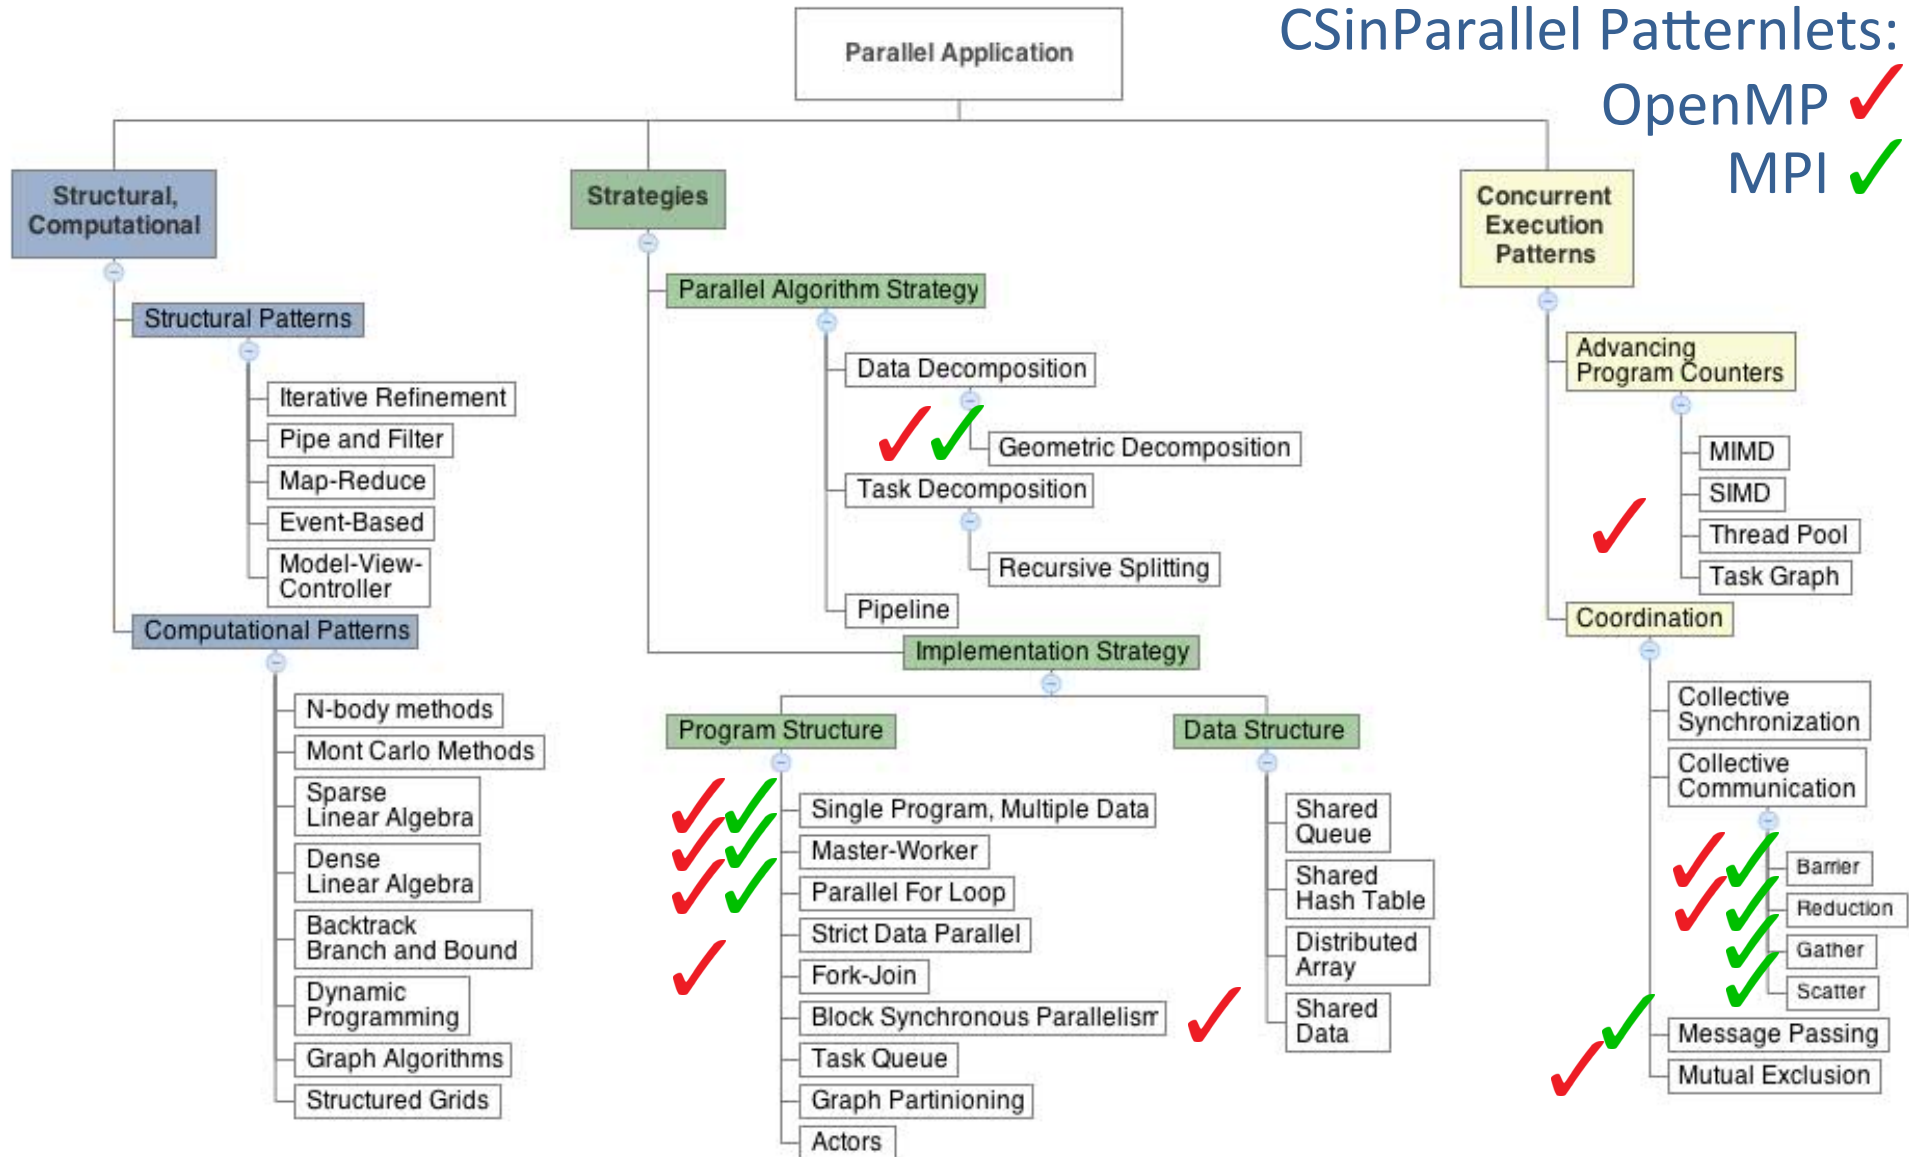 CSinParallel Patternlets:
OpenMP
MPI
Parallel Application
Structural,
Computational
Structural Patterns
Iterative Refinement
Pipe and Filter
Map-Reduce
Event-Based
Model-View-
Controller
Computational Patterns
N-body methods
Mont Carlo Methods
Sparse
Linear Algebra
Dense
Linear Algebra
Backtrack
Branch and Bound
Dynamic
Programming
Graph Algorithms
Structured Grids
Strategies
Parallel Algorithm Strategy
Data Decomposition
Geometric Decomposition
Task Decomposition
Recursive Splitting
Pipeline
Implementation Strategy
Program Structure
Single Program, Multiple Data
Master-Worker
Parallel For Loop
Strict Data Parallel
Fork-Join
Block Synchronous Parallelism
Task Queue
Graph Partinioning
Actors
Data Structure
Shared
Queue
Shared
Hash Table
Distributed
Array
Shared
Data
Concurrent
Execution
Patterns
Advancing
Program Counters
MIMD
SIMD
Thread Pool
Task Graph
Coordination
Collective
Synchronization
Collective
Communication
Barrier
Reduction
Gather
Scatter
Message Passing
Mutual Exclusion